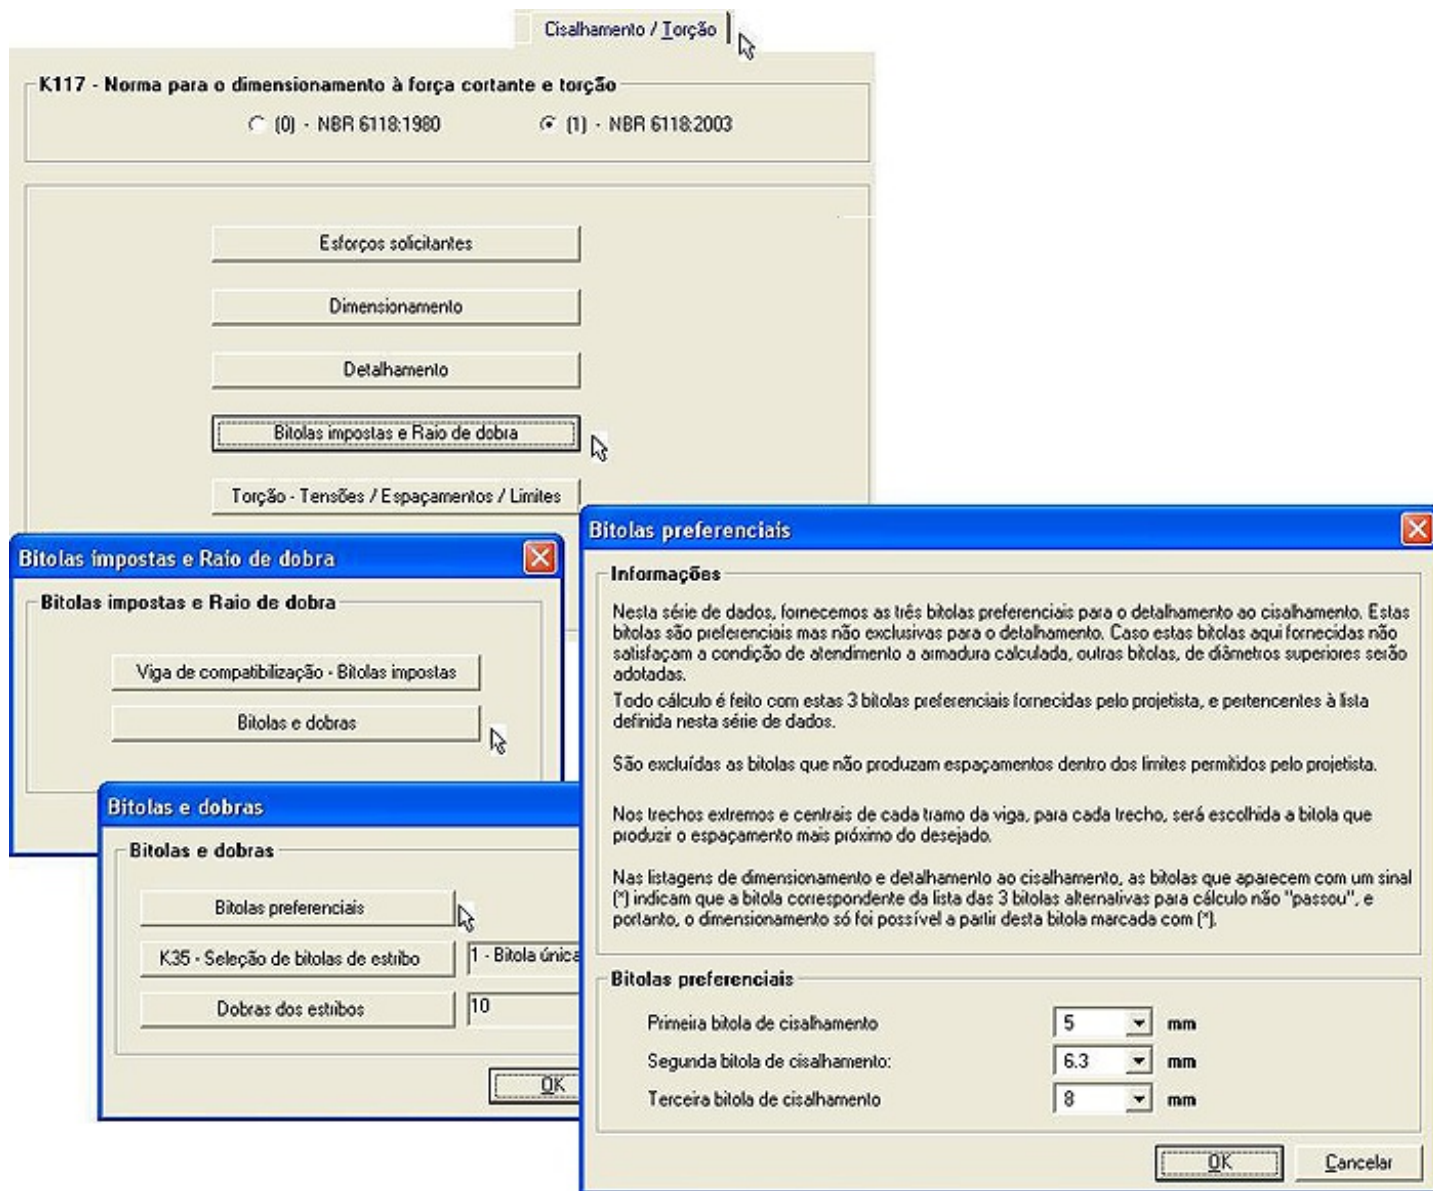 Cisalhamento / Torção
K117 - Norma para o dimensionamento à força cortante e torção
(0) - NBR 6118:1980
(1) - NBR 6118:2003
Esforços solicitantes
Dimensionamento
Detalhamento
Bitolas impostas e Raio de dobra
Torção - Tensões / Espaçamentos / Limites
Bitolas impostas e Raio de dobra
Bitolas impostas e Raio de dobra
Viga de compatibilização - Bitolas impostas
Bitolas e dobras
Bitolas e dobras
Bitolas e dobras
Bitolas preferenciais
K35 - Seleção de bitolas de estribo
1 - Bitola única
Dobras dos estribos
10
OK
Bitolas preferenciais
Informações
Nesta série de dados, fornecemos as três bitolas preferenciais para o detalhamento ao cisalhamento. Estas
bitolas são preferenciais mas não exclusivas para o detalhamento. Caso estas bitolas aqui fornecidas não
satisfaçam a condição de atendimento a armadura calculada, outras bitolas, de diâmetros superiores serão
adotadas.
Todo cálculo é feito com estas 3 bitolas preferenciais fornecidas pelo projetista, e pertencentes à lista
definida nesta série de dados.
São excluídas as bitolas que não produzam espaçamentos dentro dos limites permitidos pelo projetista.
Nos trechos extremos e centrais de cada tramo da viga, para cada trecho, será escolhida a bitola que
produzir o espaçamento mais próximo do desejado.
Nas listagens de dimensionamento e detalhamento ao cisalhamento, as bitolas que aparecem com um sinal
(*) indicam que a bitola correspondente da lista das 3 bitolas alternativas para cálculo não "passou", e
portanto, o dimensionamento só foi possível a partir desta bitola marcada com (*).
Bitolas preferenciais
Primeira bitola de cisalhamento
5
mm
Segunda bitola de cisalhamento:
6.3
mm
Terceira bitola de cisalhamento
8
mm
OK
Cancelar